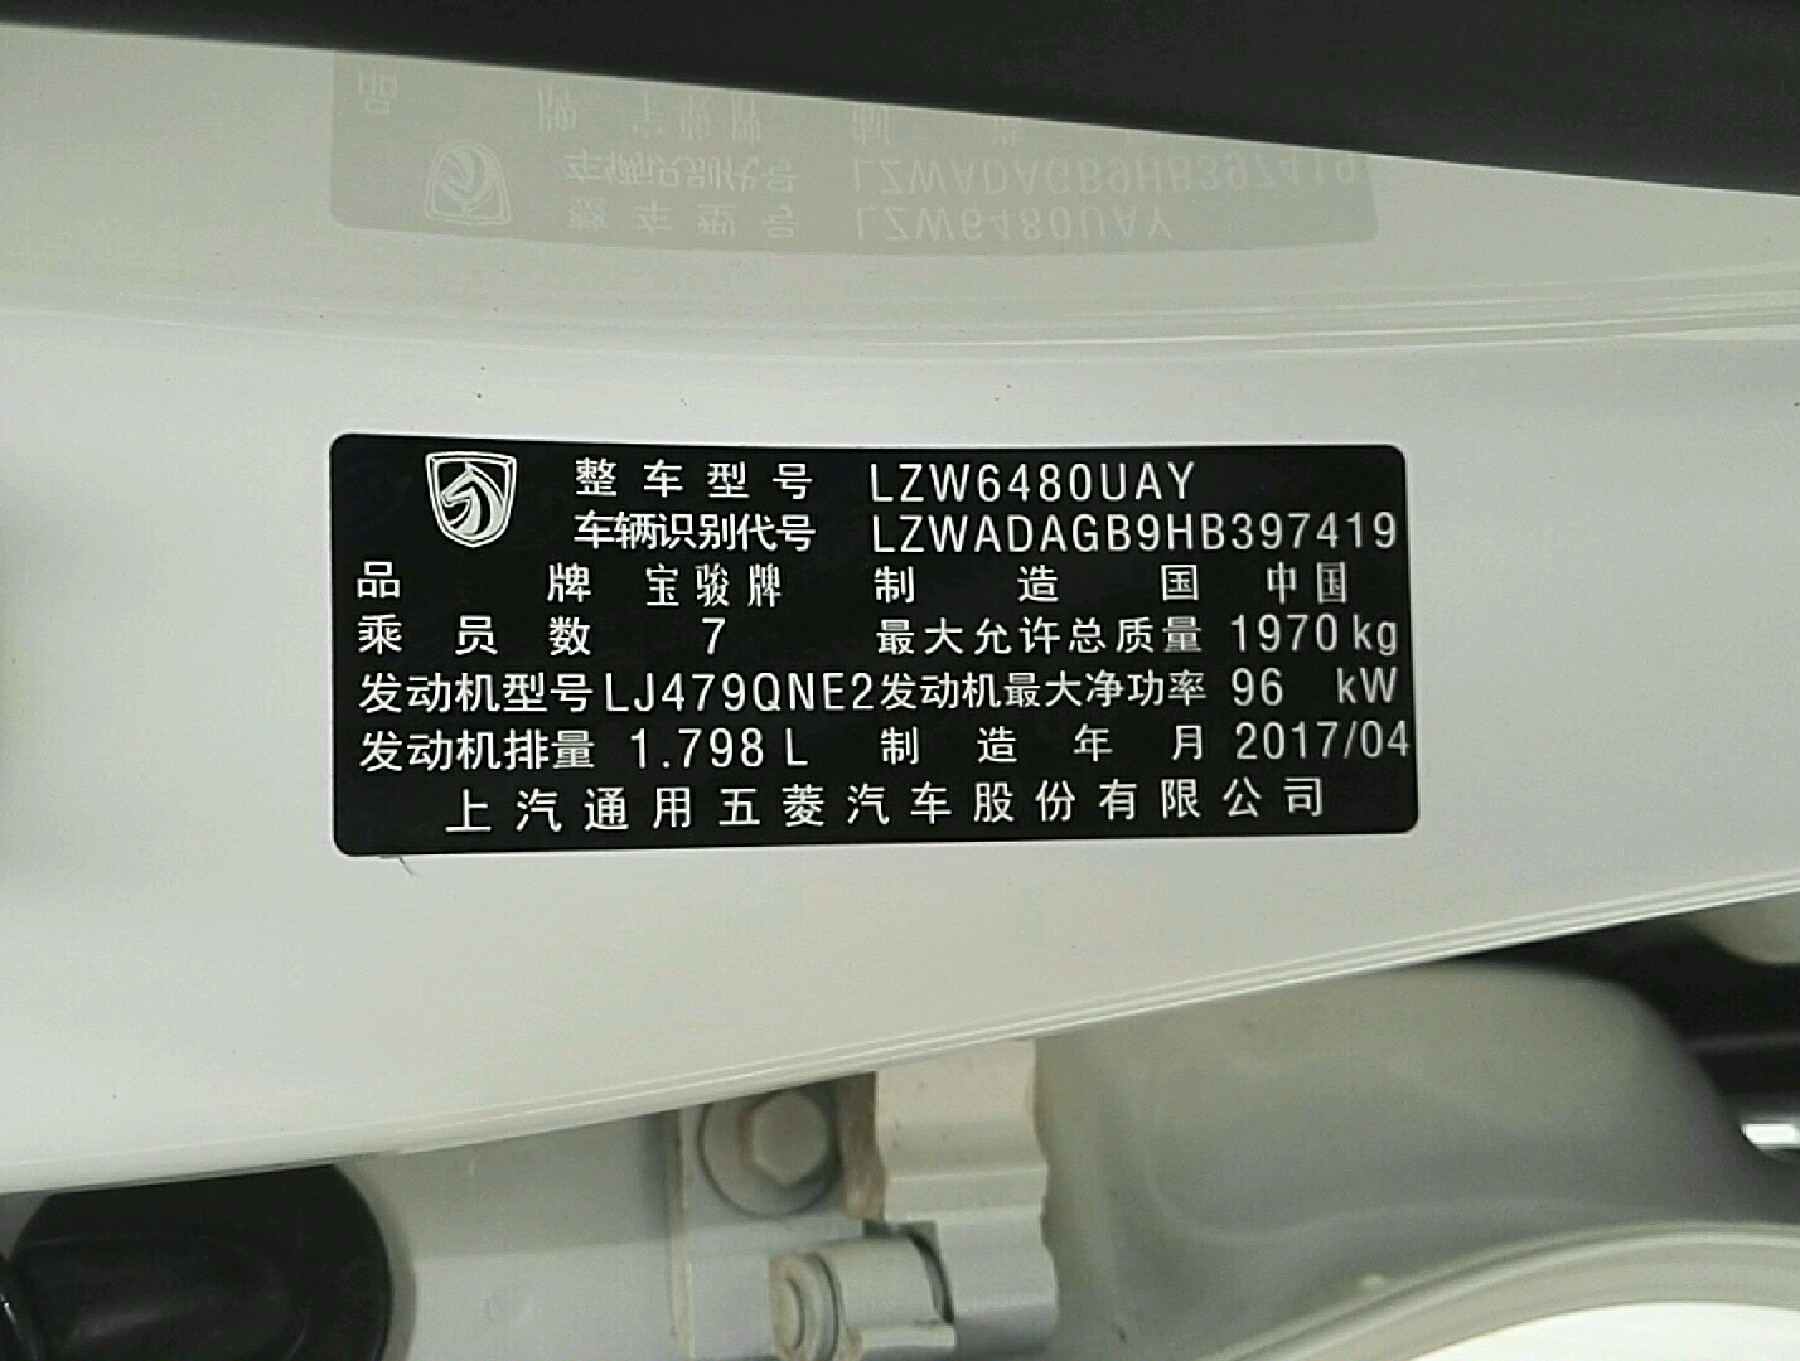 整车型号 LZW6480UAY
车辆识别代号 LZWADAGB9HB397419
品牌 宝骏牌 制造国 中国
乘员数 7 最大允许总质量 1970 kg
发动机型号 LJ479QNE2 发动机最大净功率 96 kW
发动机排量 1.798 L 制造年月 2017/04
上汽通用五菱汽车股份有限公司